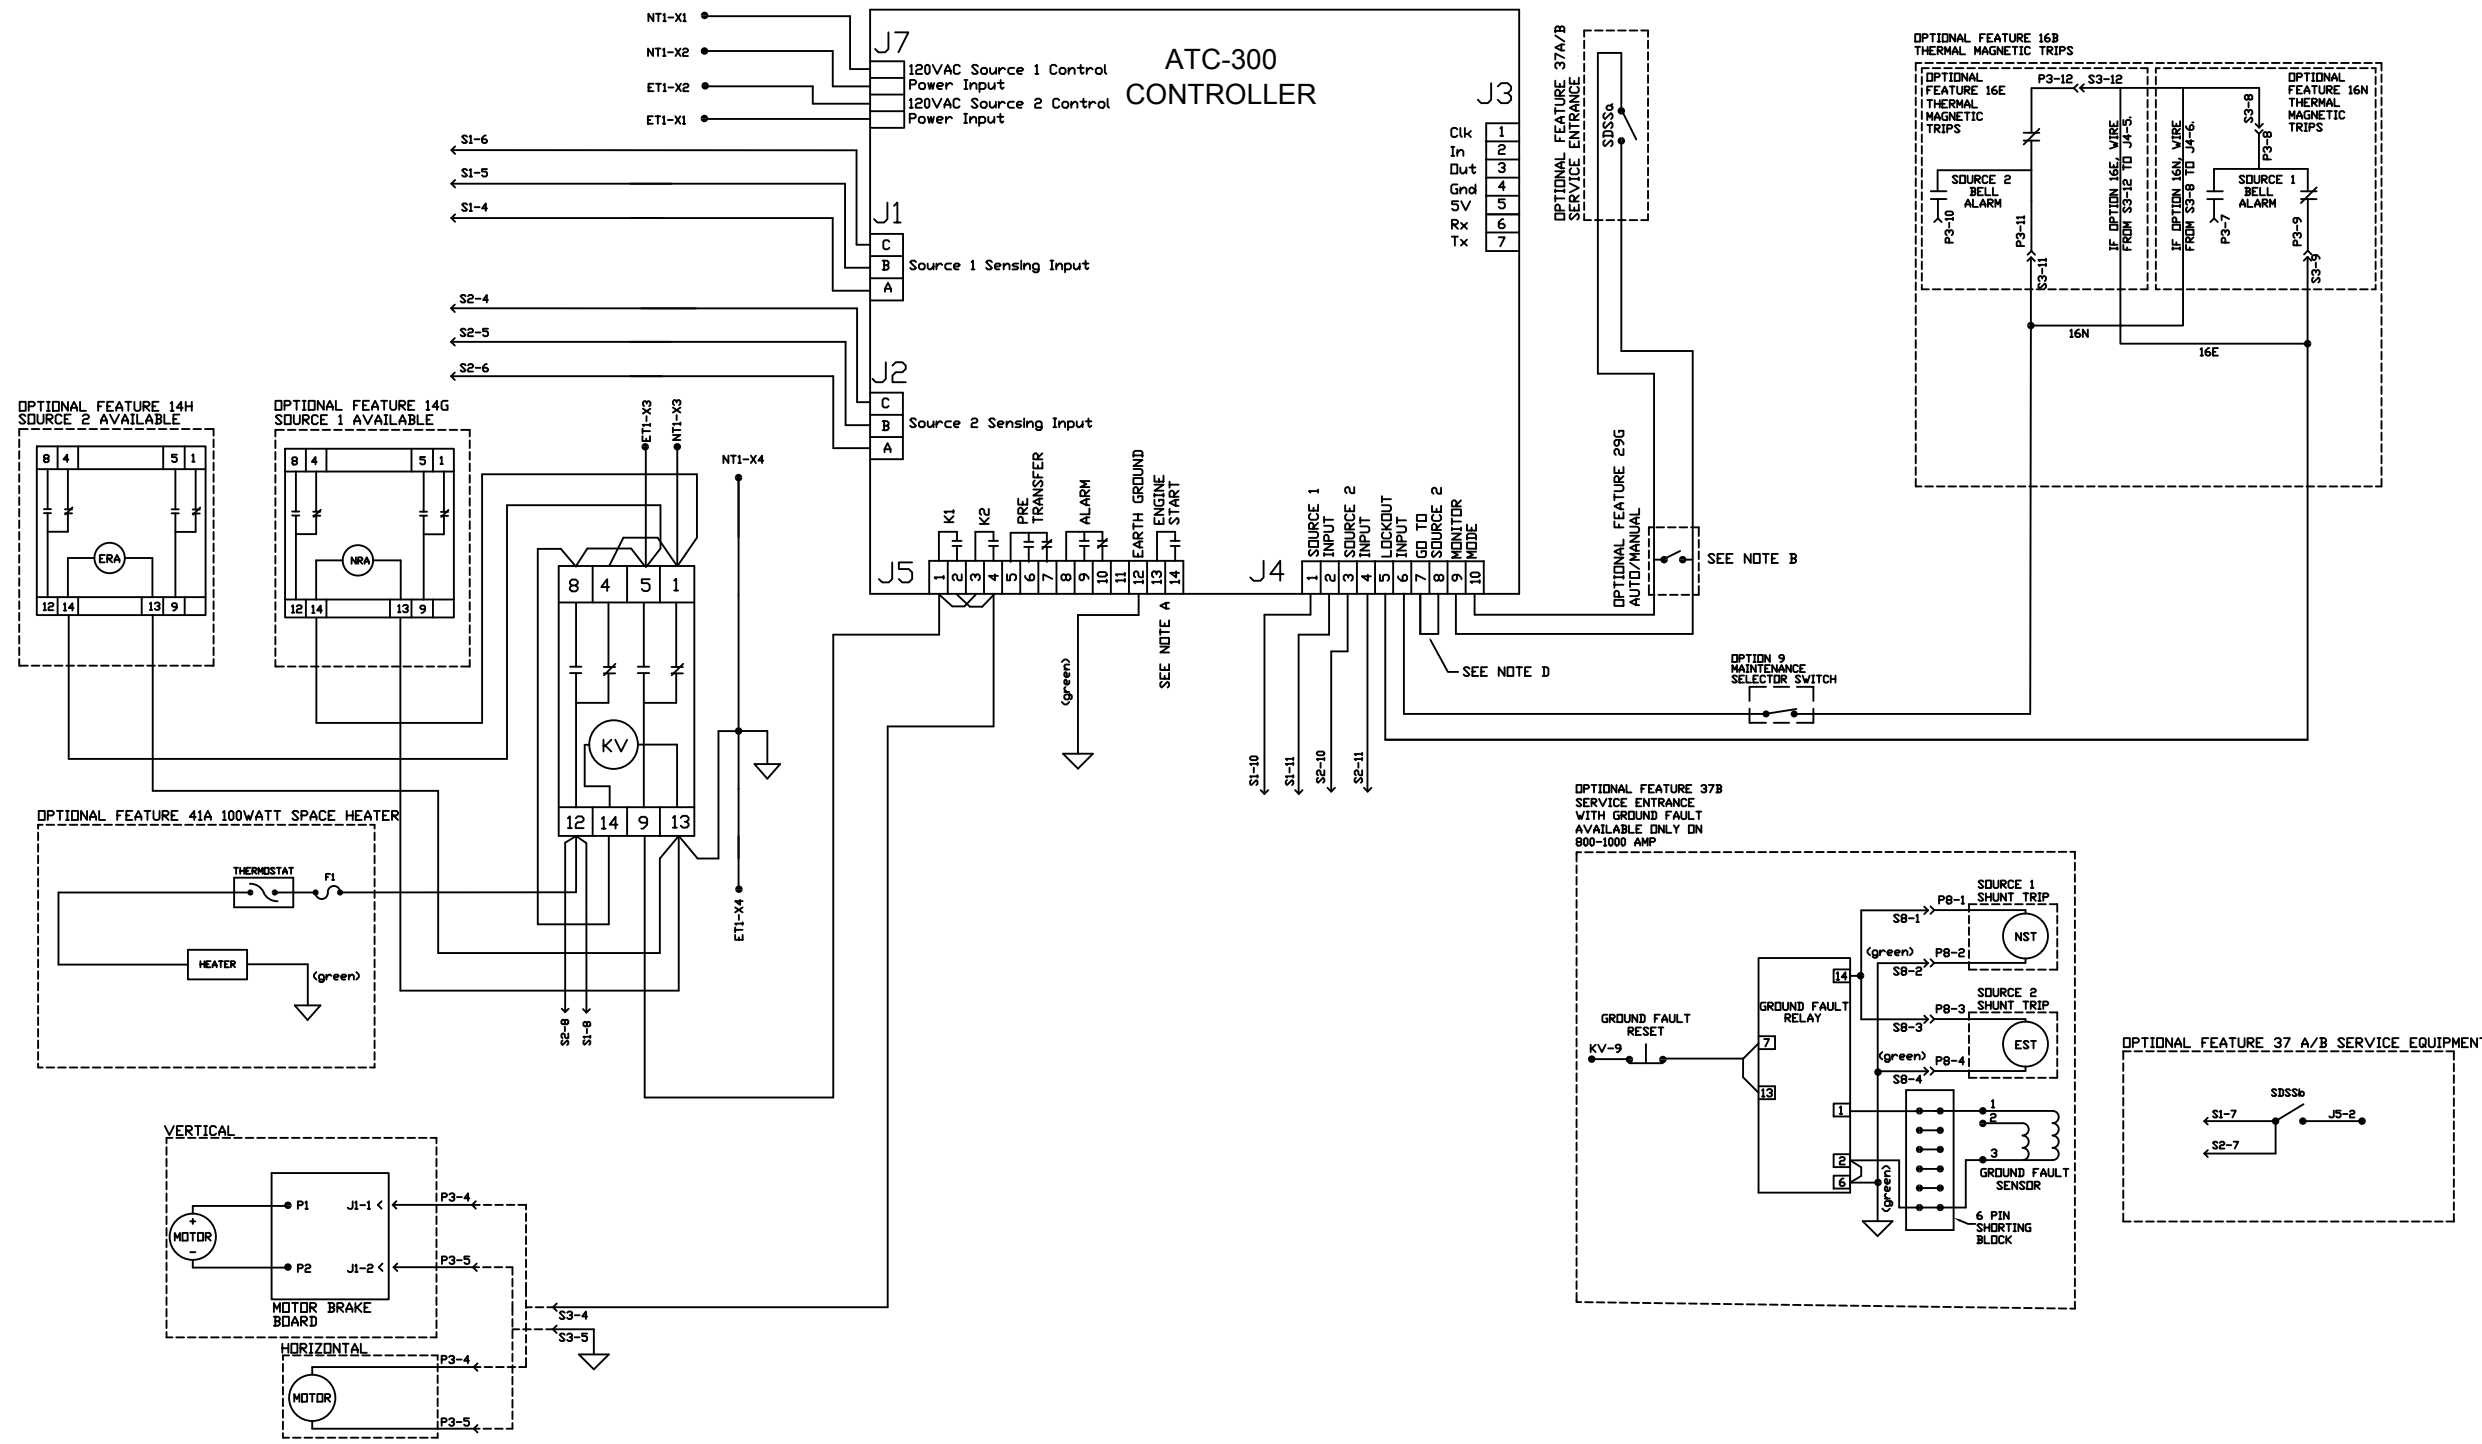 NT1-X1
NT1-X2
ET1-X2
ET1-X1
J7
120VAC Source 1 Control
Power Input
120VAC Source 2 Control
Power Input
ATC-300
CONTROLLER
J3
Clk 1
In 2
Out 3
Gnd 4
5V 5
Rx 6
Tx 7
S1-6
S1-5
S1-4
J1
C
B
A
Source 1 Sensing Input
S2-4
S2-5
S2-6
J2
C
B
A
Source 2 Sensing Input
OPTIONAL FEATURE 37A/B
SERVICE ENTRANCE
SDSSa
OPTIONAL FEATURE 16B
THERMAL MAGNETIC TRIPS
OPTIONAL
FEATURE 16E
THERMAL
MAGNETIC
TRIPS
P3-12 S3-12
OPTIONAL
FEATURE 16N
THERMAL
MAGNETIC
TRIPS
S3-8
P3-8
IF OPTION 16E, WIRE
FROM S3-12 TO J4-5.
IF OPTION 16N, WIRE
FROM S3-8 TO J4-6.
SOURCE 2
BELL
ALARM
SOURCE 1
BELL
ALARM
P3-10
P3-11
S3-11
P3-7
P3-9
S3-9
16N
16E
OPTIONAL FEATURE 14H
SOURCE 2 AVAILABLE
8 4 5 1
ERA
12 14 13 9
OPTIONAL FEATURE 14G
SOURCE 1 AVAILABLE
8 4 5 1
NRA
12 14 13 9
ET1-X3
NT1-X3
NT1-X4
8 4 5 1
KV
12 14 9 13
ET1-X4
S2-8
S1-8
J5
K1
K2
PRE
TRANSFER
ALARM
EARTH GROUND
ENGINE
START
1 2 3 4 5 6 7 8 9 10 11 12 13 14
(green)
SEE NOTE A
J4
SOURCE 1
INPUT
SOURCE 2
INPUT
LOCKOUT
INPUT
GO TO
SOURCE 2
MONITOR
MODE
1 2 3 4 5 6 7 8 9 10
SEE NOTE D
S1-10
S1-11
S2-10
S2-11
OPTIONAL FEATURE 29G
AUTO/MANUAL
SEE NOTE B
OPTION 9
MAINTENANCE
SELECTOR SWITCH
OPTIONAL FEATURE 41A 100WATT SPACE HEATER
THERMOSTAT
F1
HEATER
(green)
VERTICAL
MOTOR
+
-
P1
P2
J1-1
J1-2
MOTOR BRAKE
BOARD
P3-4
P3-5
S3-4
S3-5
HORIZONTAL
MOTOR
P3-4
P3-5
OPTIONAL FEATURE 37B
SERVICE ENTRANCE
WITH GROUND FAULT
AVAILABLE ONLY ON
800-1000 AMP
SOURCE 1
SHUNT TRIP
P8-1
S8-1
NST
(green)
P8-2
S8-2
SOURCE 2
SHUNT TRIP
P8-3
S8-3
EST
(green)
P8-4
S8-4
GROUND FAULT
RELAY
14
7
13
1
2
6
GROUND FAULT
RESET
KV-9
1
2
3
GROUND FAULT
SENSOR
(green)
6 PIN
SHORTING
BLOCK
OPTIONAL FEATURE 37 A/B SERVICE EQUIPMENT
SDSSb
S1-7
J5-2
S2-7